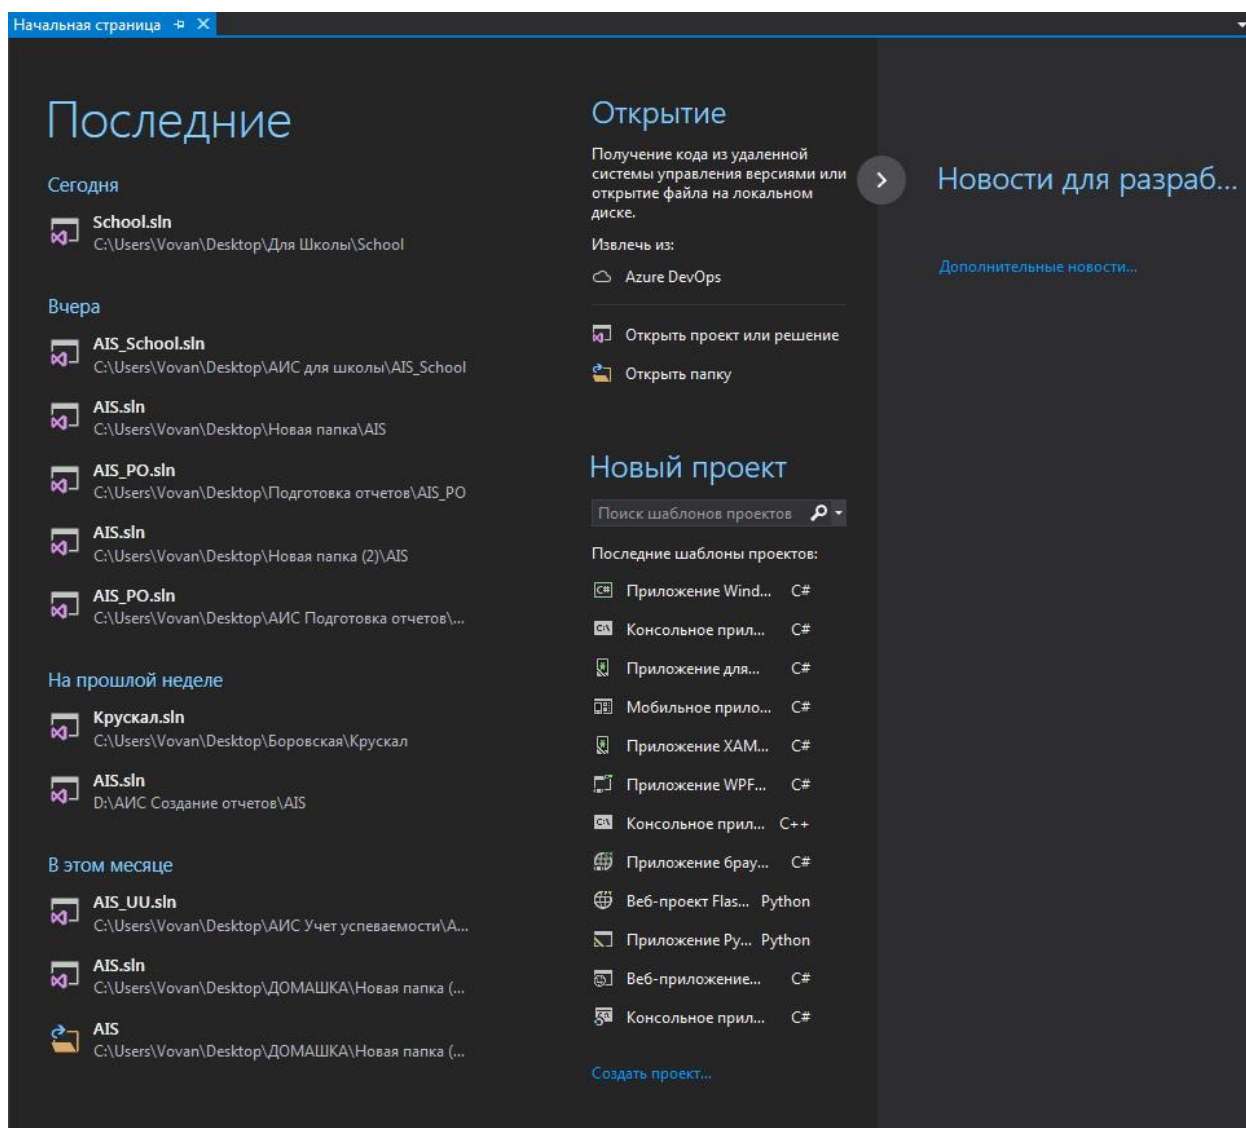 Начальная страница
Последние
Сегодня
School.sln
C:\Users\Vovan\Desktop\Для Школы\School
Вчера
AIS_School.sln
C:\Users\Vovan\Desktop\АИС для школы\AIS_School
AIS.sln
C:\Users\Vovan\Desktop\Новая папка\AIS
AIS_PO.sln
C:\Users\Vovan\Desktop\Подготовка отчетов\AIS_PO
AIS.sln
C:\Users\Vovan\Desktop\Новая папка (2)\AIS
AIS_PO.sln
C:\Users\Vovan\Desktop\АИС Подготовка отчетов\...
На прошлой неделе
Крускал.sln
C:\Users\Vovan\Desktop\Боровская\Крускал
AIS.sln
D:\АИС Создание отчетов\AIS
В этом месяце
AIS_UU.sln
C:\Users\Vovan\Desktop\АИС Учет успеваемости\A...
AIS.sln
C:\Users\Vovan\Desktop\ДОМАШКА\Новая папка (...
AIS
C:\Users\Vovan\Desktop\ДОМАШКА\Новая папка (...
Открытие
Получение кода из удаленной
системы управления версиями или
открытие файла на локальном
диске.
Извлечь из:
Azure DevOps
Открыть проект или решение
Открыть папку
Новый проект
Поиск шаблонов проектов
Последние шаблоны проектов:
Приложение Wind... C#
Консольное прил... C#
Приложение для... C#
Мобильное прило... C#
Приложение XAM... C#
Приложение WPF... C#
Консольное прил... C++
Приложение брау... C#
Веб-проект Flas... Python
Приложение Py... Python
Веб-приложение... C#
Консольное прил... C#
Создать проект...
Новости для разраб...
Дополнительные новости...